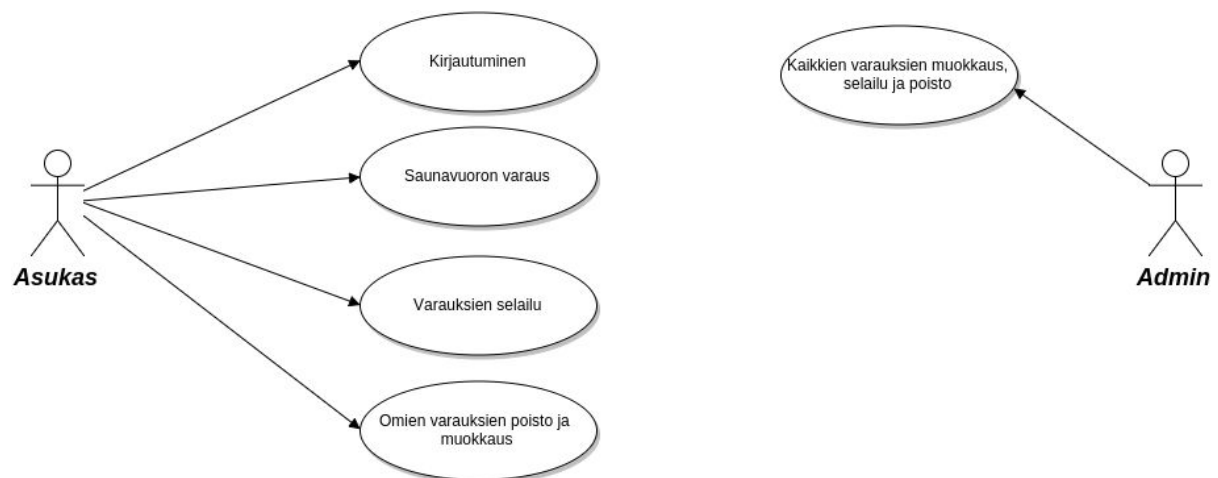 Kirjautuminen
Saunavuoron varaus
Varauksien selailu
Omien varauksien poisto ja
muokkaus
Asukas
Kaikkien varauksien muokkaus,
selailu ja poisto
Admin